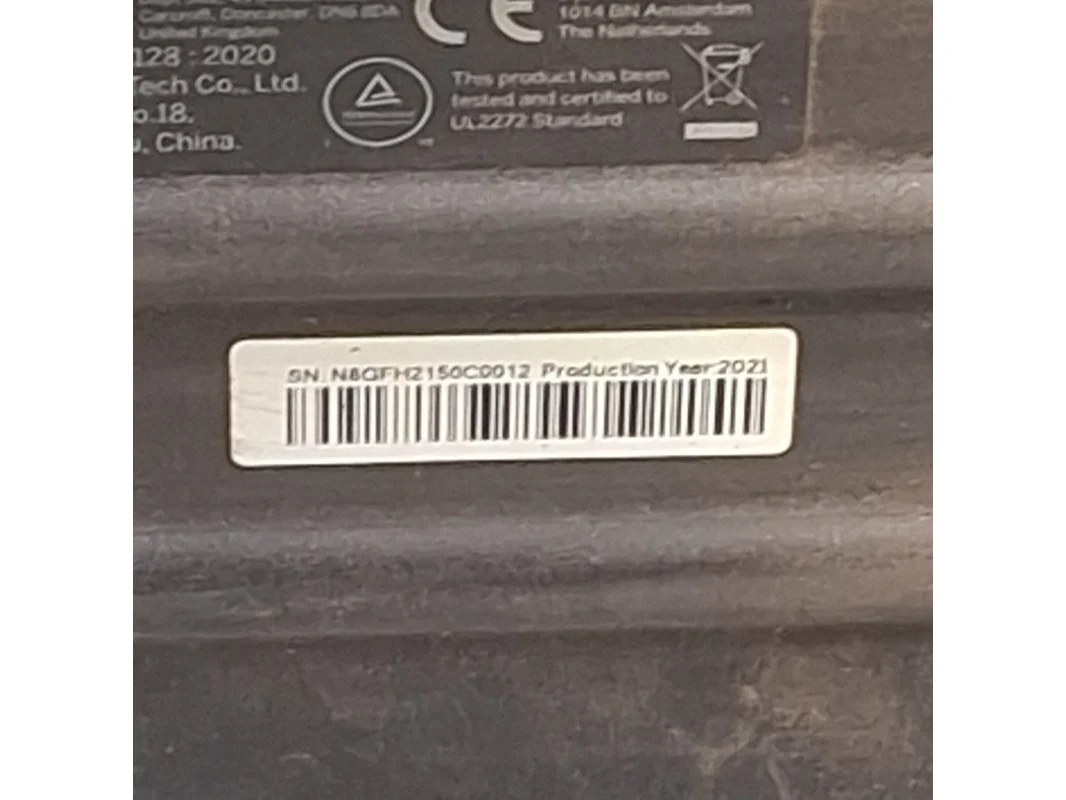 Carcroft, Doncaster, DN6 8DA
United Kingdom
128:2020
Tech Co., Ltd.
o.18,
, China.
CE
1014 BN Amsterdam
The Netherlands
This product has been
tested and certified to
UL2272 Standard
SN: N8GFH2150C0012 Production Year:2021